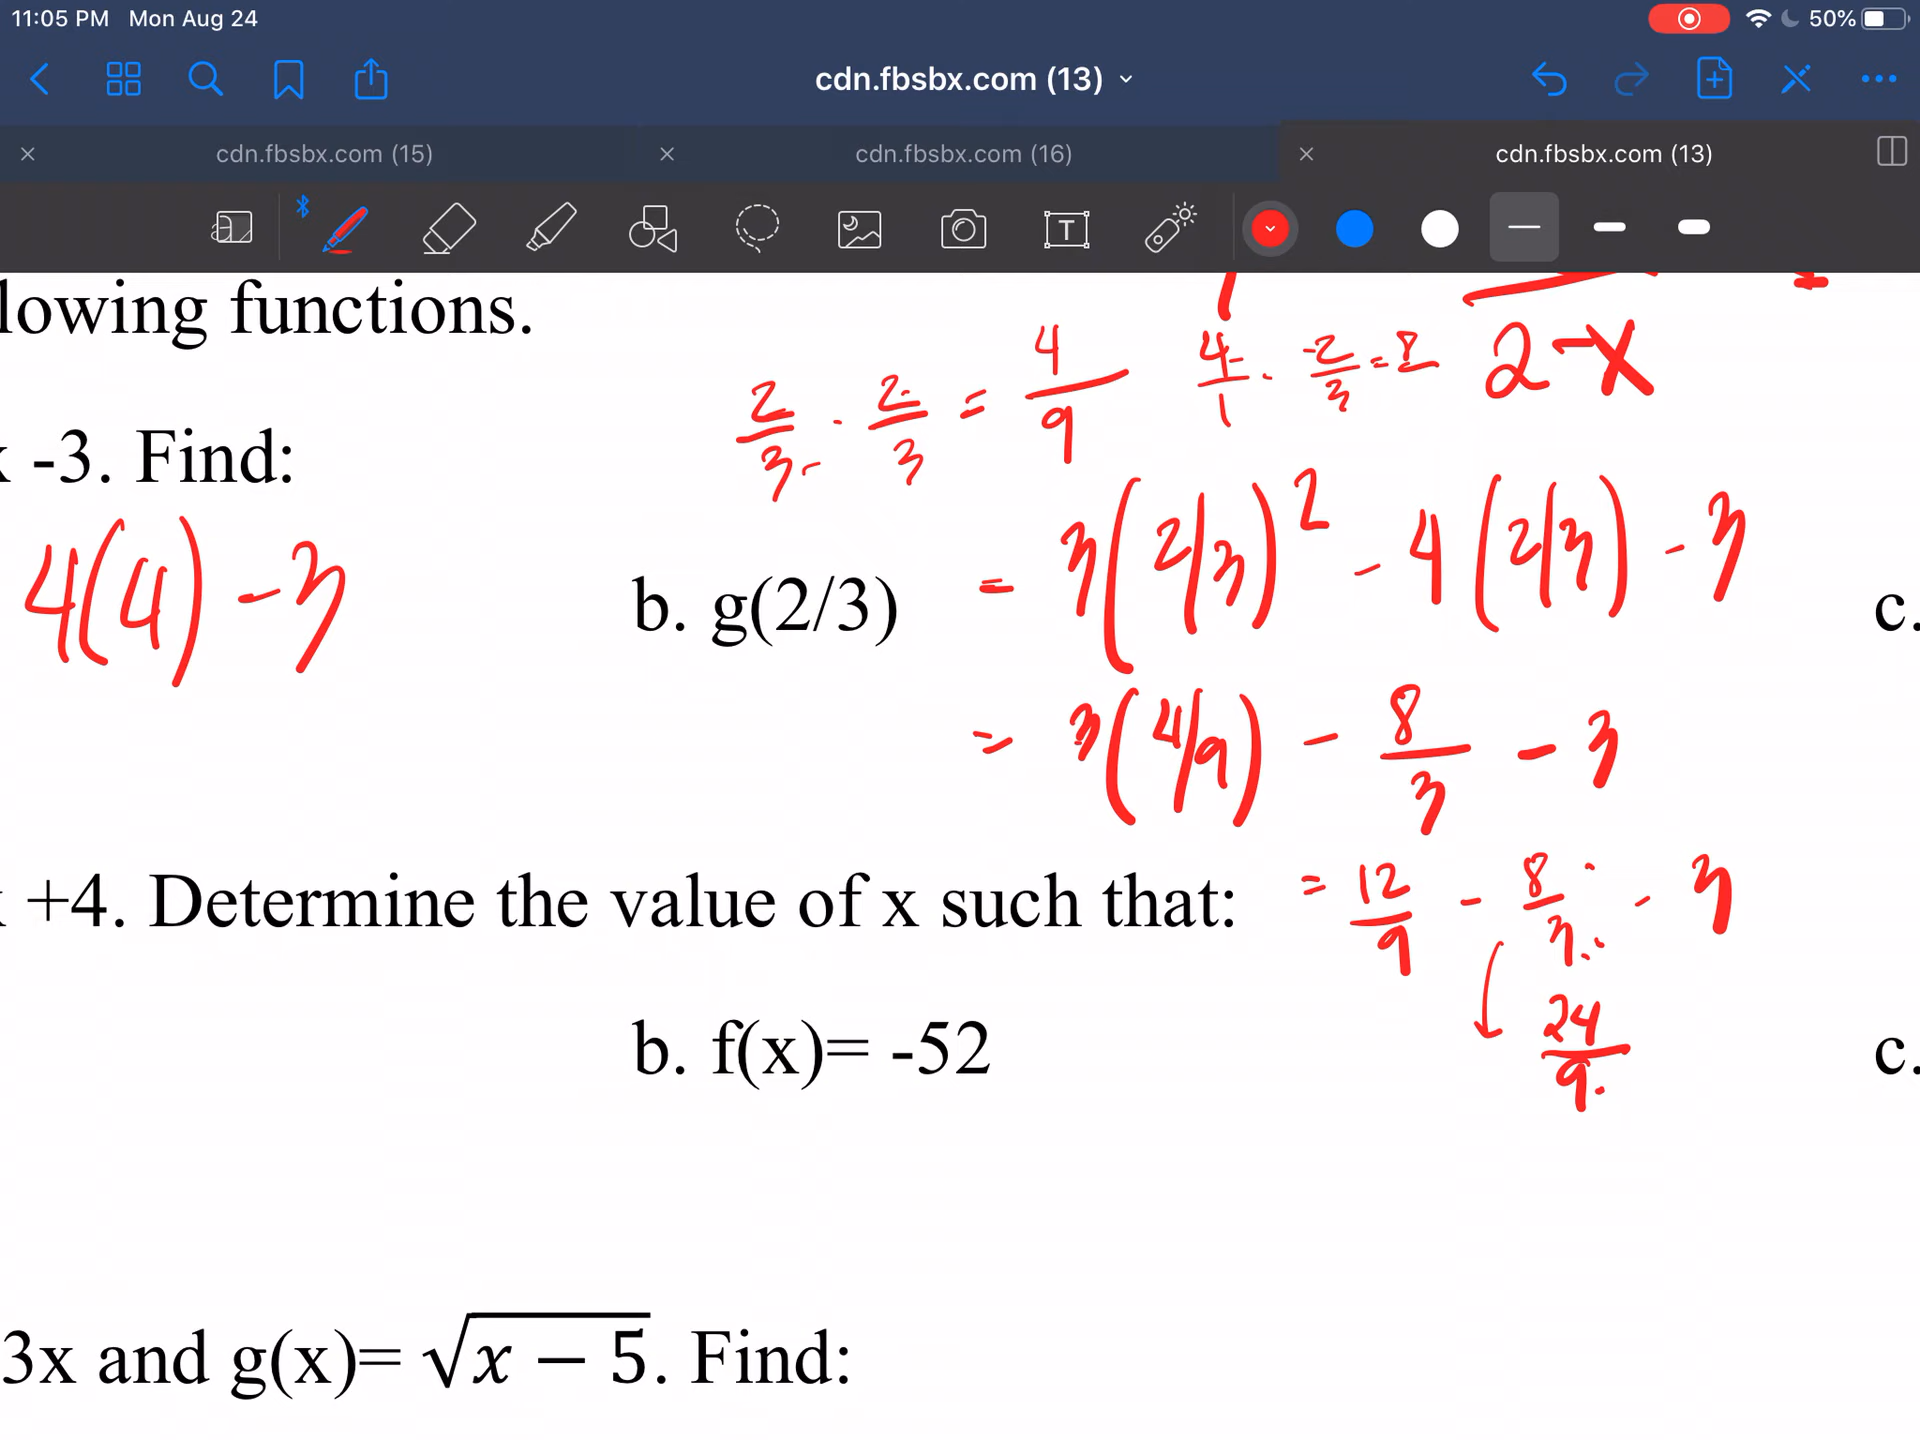 11:05 PM Mon Aug 24
50%
cdn.fbsbx.com (13)
cdn.fbsbx.com (15)
cdn.fbsbx.com (16)
cdn.fbsbx.com (13)
T
lowing functions.
2/3 · 2/3 = 4/9
4/1 · -2/3 = 8
2-x
-3. Find:
4(4) -3
b. g(2/3)
= 3(2/3)² - 4(2/3) - 3
c.
= 3(4/9) - 8/3 - 3
+4. Determine the value of x such that:
= 12/9 - 8/3 - 3
24/9
b. f(x)= -52
c.
3x and g(x)= √x − 5. Find: